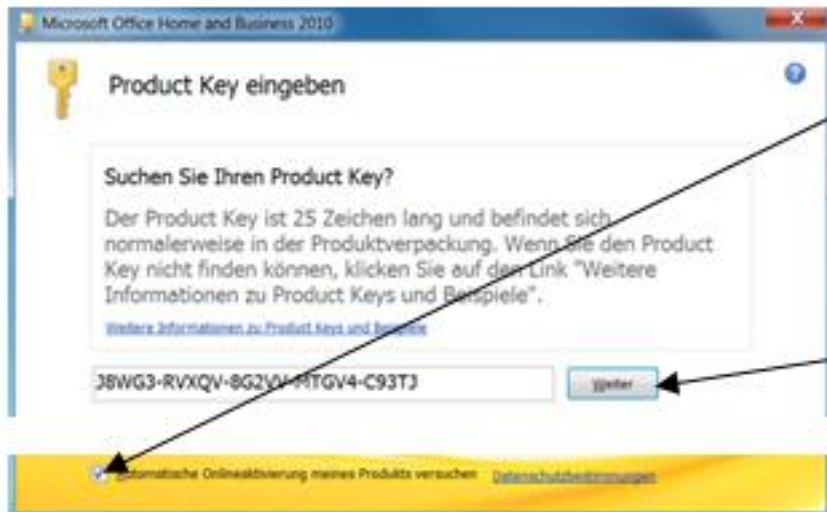 Microsoft Office Home and Business 2010
Product Key eingeben
Suchen Sie Ihren Product Key?
Der Product Key ist 25 Zeichen lang und befindet sich
normalerweise in der Produktverpackung. Wenn Sie den Product
Key nicht finden können, klicken Sie auf den Link "Weitere
Informationen zu Product Keys und Beispiele".
Weitere Informationen zu Product Keys und Beispiele
Weiter
Automatische Onlineaktivierung meines Produkts versuchen Datenschutzbestimmungen